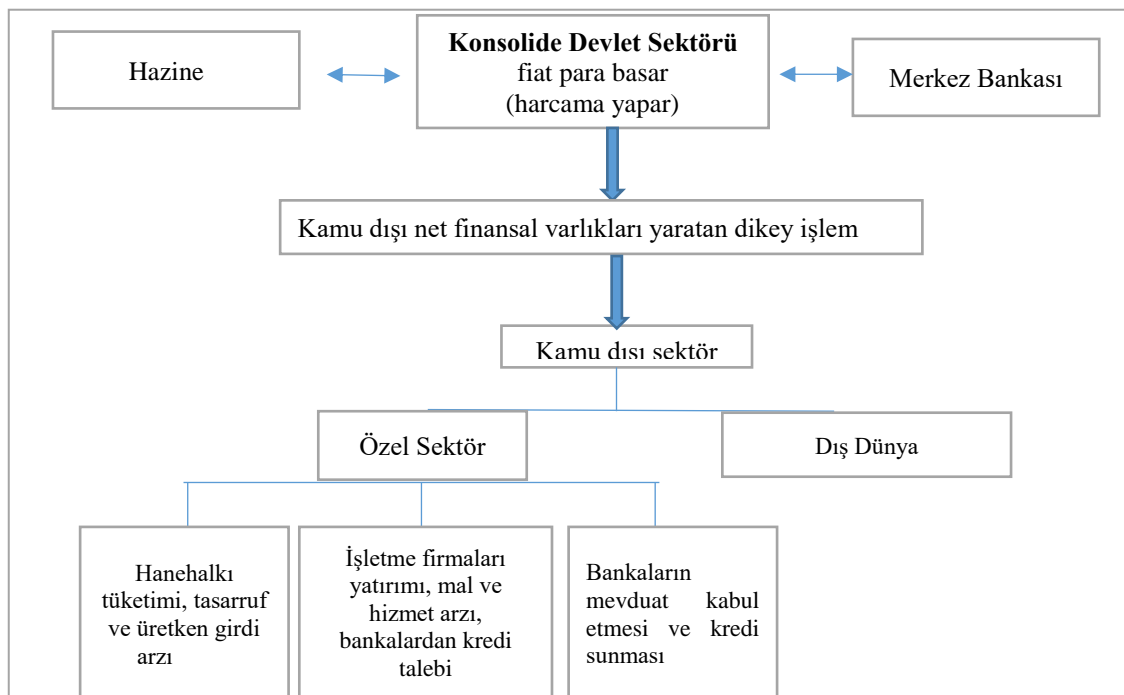 Konsolide Devlet Sektörü
fiat para basar
(harcama yapar)
Hazine
Merkez Bankası
Kamu dışı net finansal varlıkları yaratan dikey işlem
Kamu dışı sektör
Özel Sektör
Dış Dünya
Hanehalkı
tüketimi, tasarruf
ve üretken girdi
arzı
İşletme firmaları
yatırımı, mal ve
hizmet arzı,
bankalardan kredi
talebi
Bankaların
mevduat kabul
etmesi ve kredi
sunması